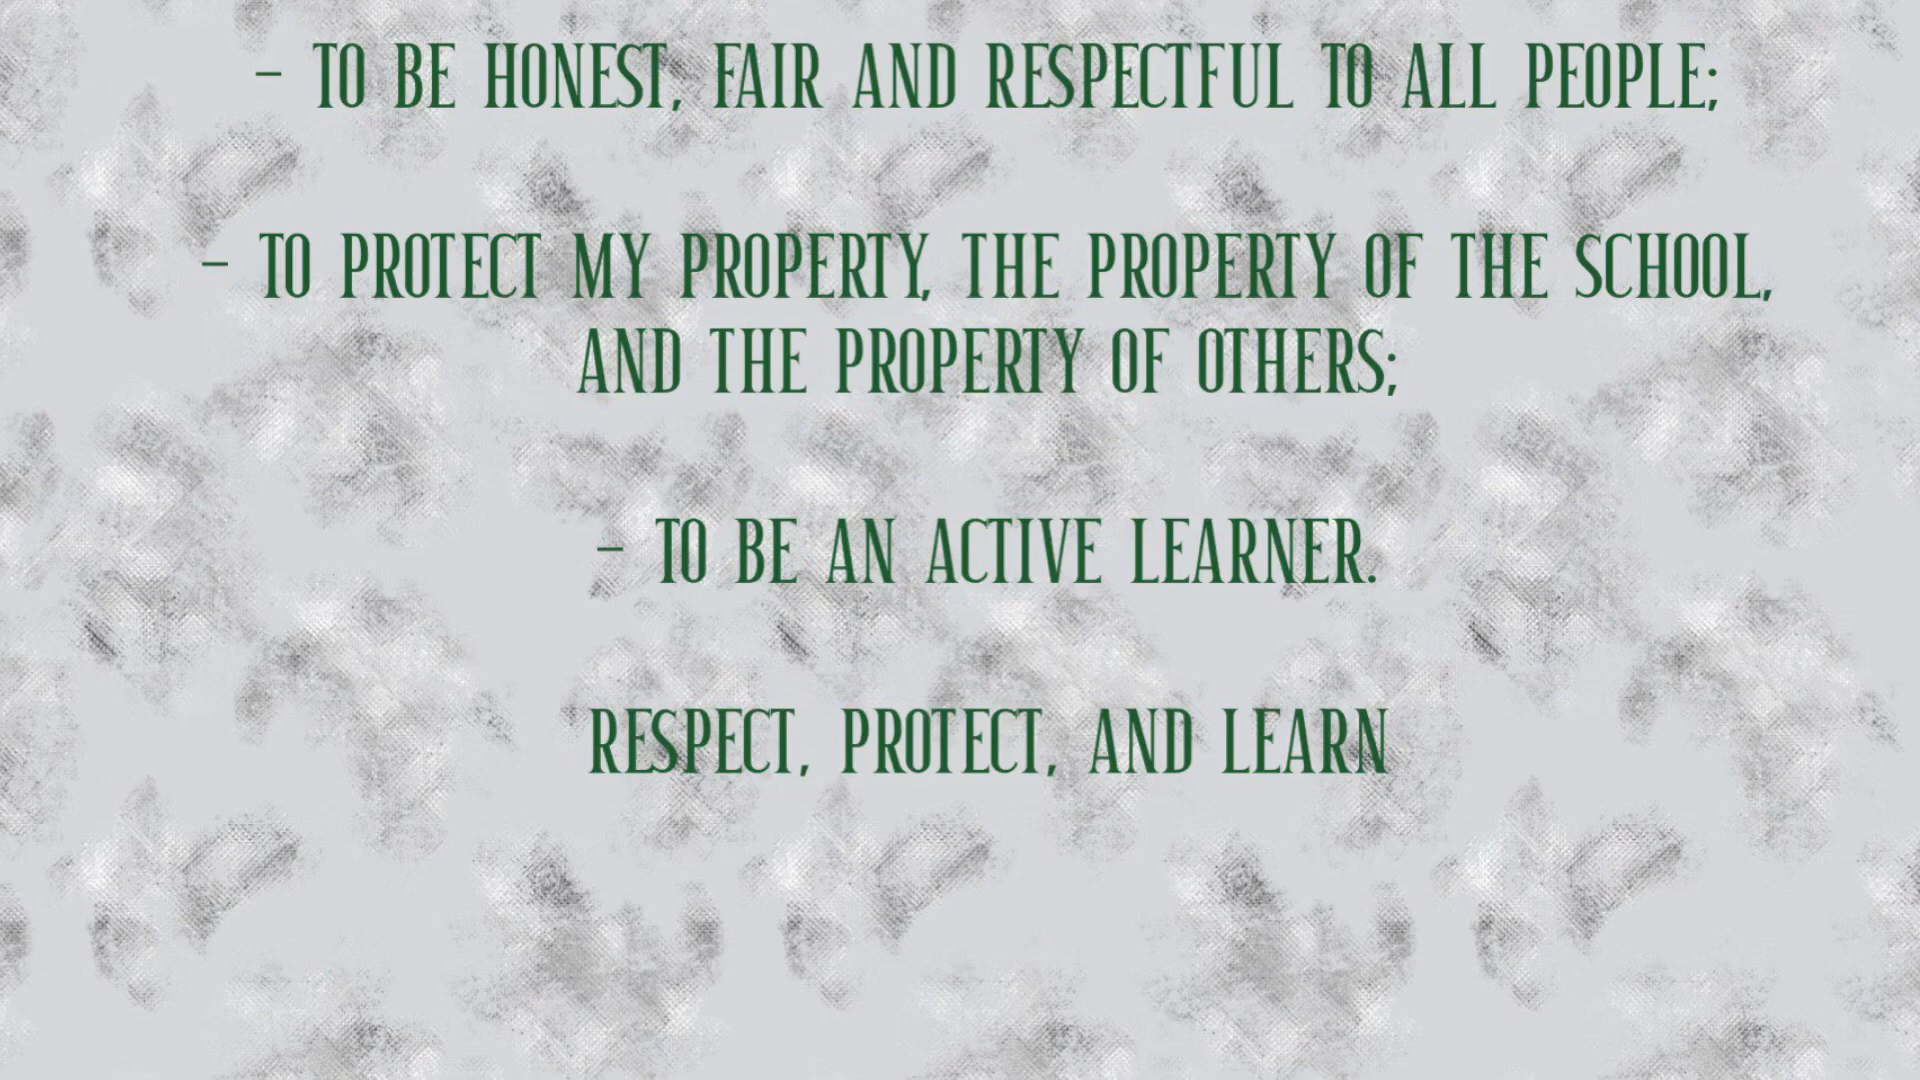 - TO BE HONEST, FAIR AND RESPECTFUL TO ALL PEOPLE;
- TO PROTECT MY PROPERTY, THE PROPERTY OF THE SCHOOL,
AND THE PROPERTY OF OTHERS;
- TO BE AN ACTIVE LEARNER.
RESPECT, PROTECT, AND LEARN